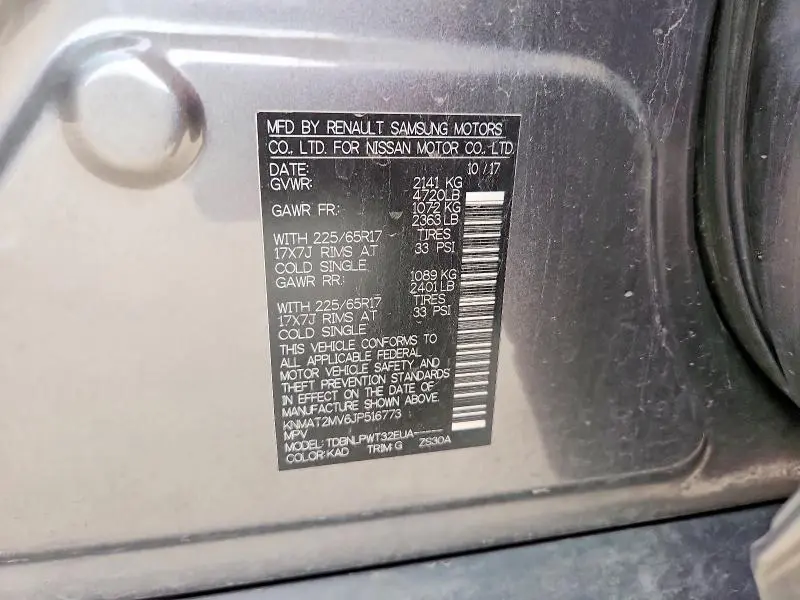 MFD BY RENAULT SAMSUNG MOTORS
CO. LTD. FOR NISSAN MOTOR CO. LTD.
DATE: 10 / 17
GVWR: 2141 KG
4720LB
GAWR FR: 1072 KG
2363 LB
WITH 225/65R17 TIRES
17X7J RIMS AT 33 PSI
COLD SINGLE
GAWR RR: 1089 KG
2401 LB
WITH 225/65R17 TIRES
17X7J RIMS AT 33 PSI
COLD SINGLE
THIS VEHICLE CONFORMS TO
ALL APPLICABLE FEDERAL
MOTOR VEHICLE SAFETY AND
THEFT PREVENTION STANDARDS
IN EFFECT ON THE DATE OF
MANUFACTURE SHOWN ABOVE.
KNMAT2MV6JP516773
MPV
MODEL: TDBNLPWT32EUA-----
COLOR: KAD TRIM: G ZS30A